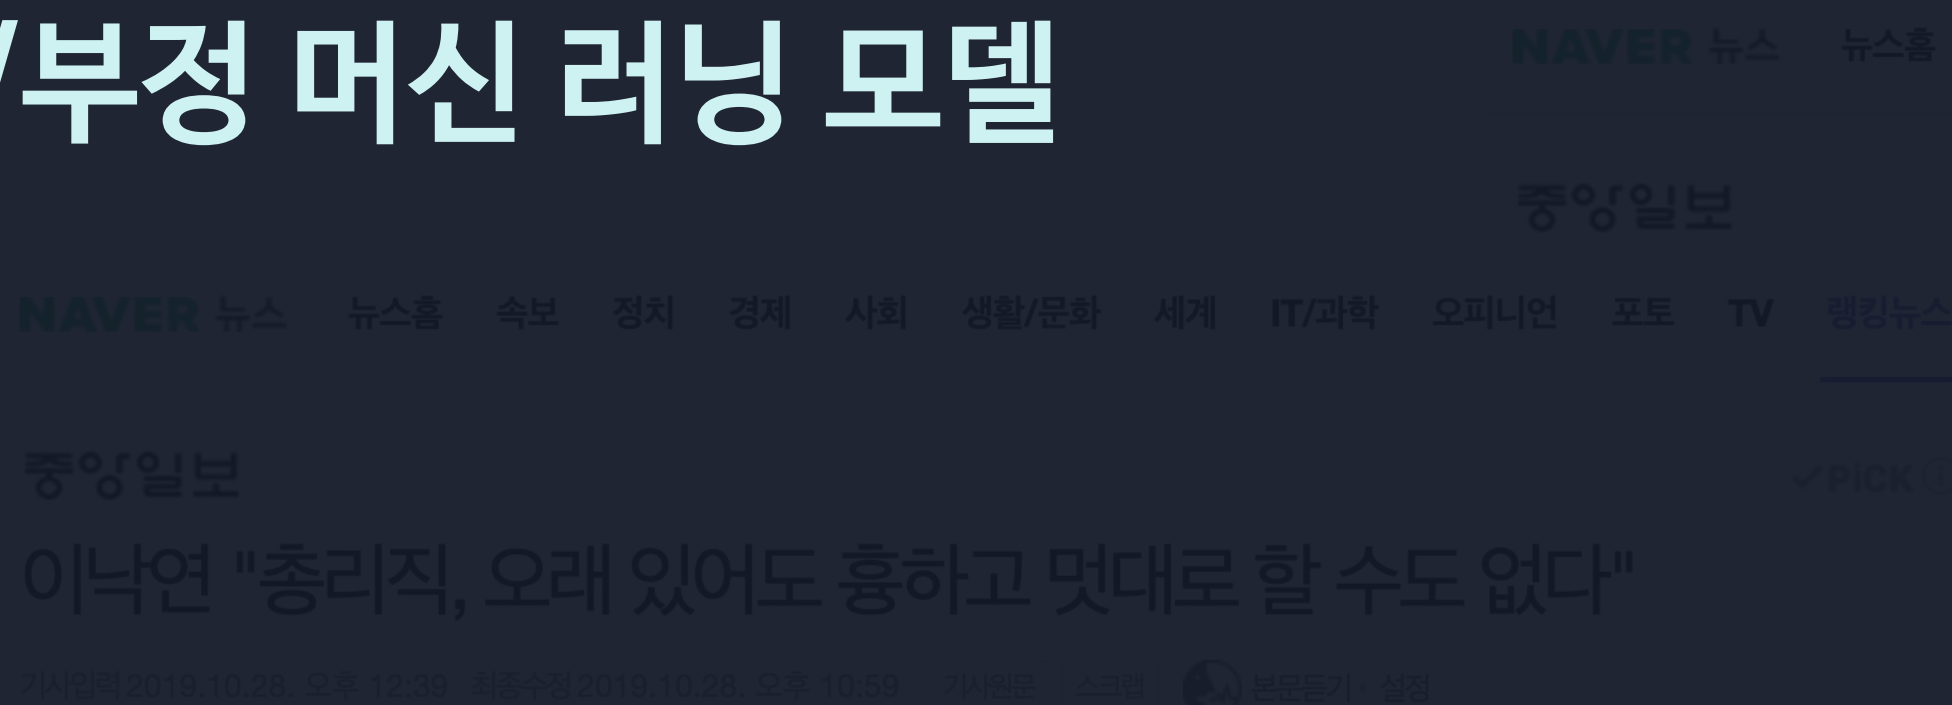 /부정 머신 러닝 모델
NAVER 뉴스 뉴스홈
중앙일보
NAVER 뉴스 뉴스홈 속보 정치 경제 사회 생활/문화 세계 IT/과학 오피니언 포토 TV 랭킹뉴스
중앙일보
PiCK
이낙연 "총리직, 오래 있어도 흉하고 멋대로 할 수도 없다"
기사입력 2019.10.28. 오후 12:39 최종수정 2019.10.28. 오후 10:59 기사원문 스크랩 본문듣기 · 설정